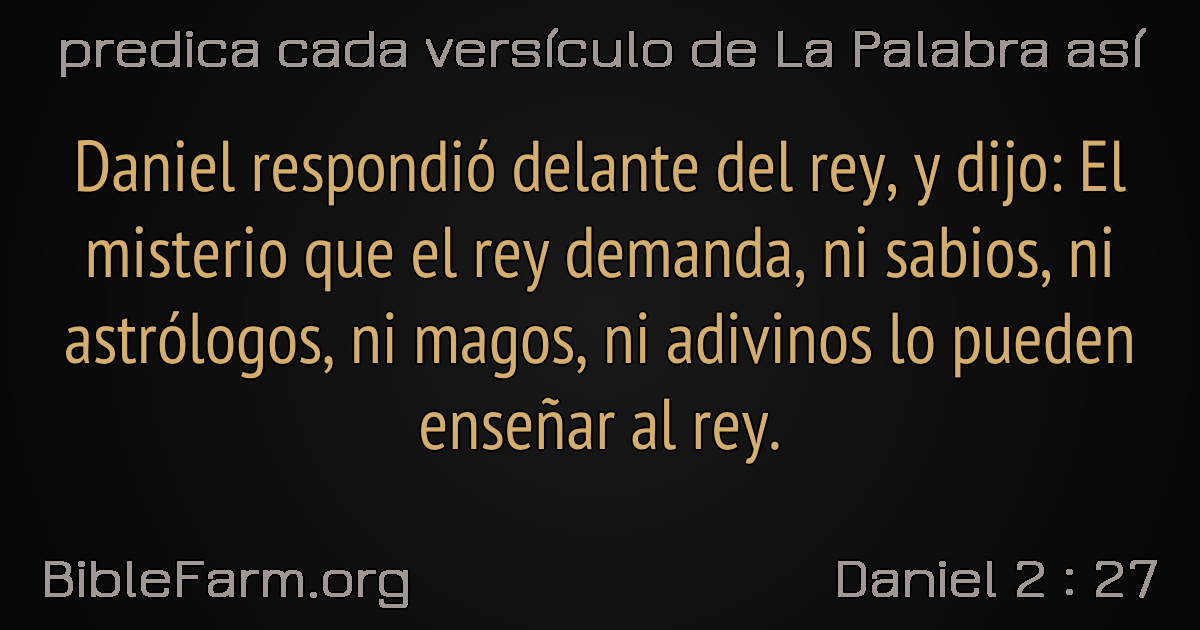 predica cada versículo de La Palabra así
Daniel respondió delante del rey, y dijo: El
misterio que el rey demanda, ni sabios, ni
astrólogos, ni magos, ni adivinos lo pueden
enseñar al rey.
BibleFarm.org
Daniel 2 : 27